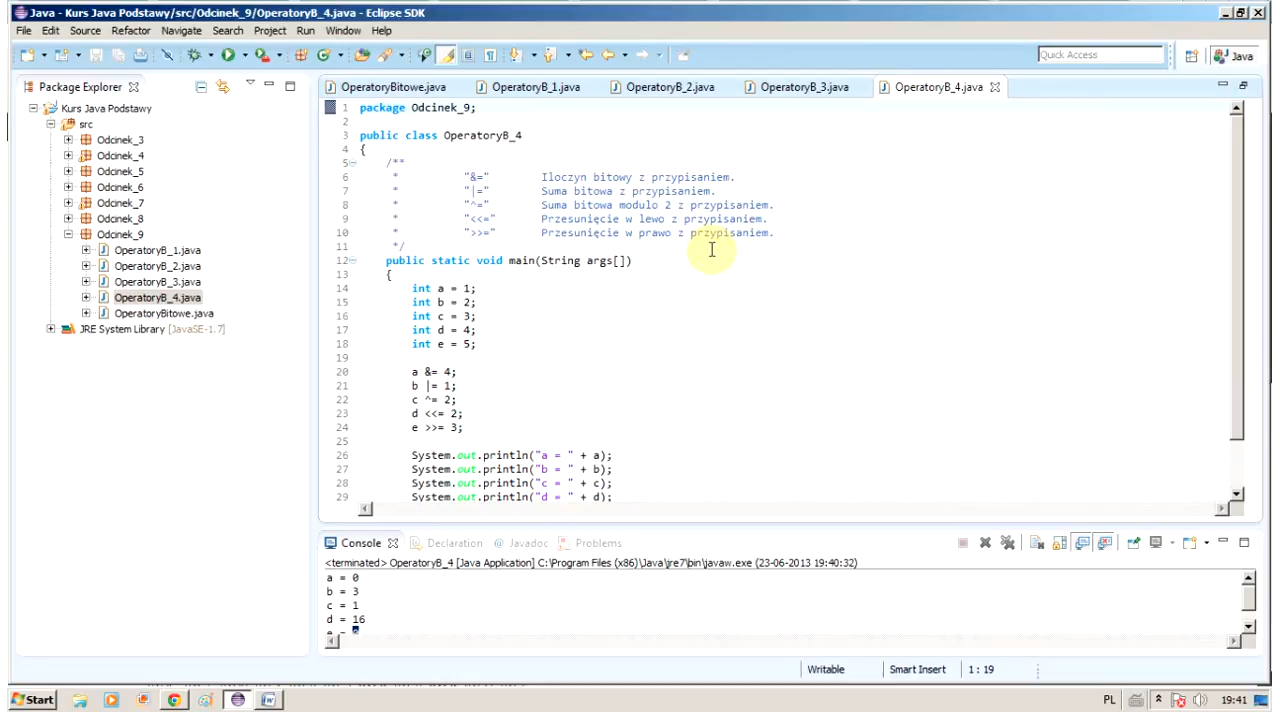 Java - Kurs Java Podstawy/src/Odcinek_9/OperatoryB_4.java - Eclipse SDK
File Edit Source Refactor Navigate Search Project Run Window Help
Quick Access
Java
Package Explorer
Kurs Java Podstawy
src
Odcinek_3
Odcinek_4
Odcinek_5
Odcinek_6
Odcinek_7
Odcinek_8
Odcinek_9
OperatoryB_1.java
OperatoryB_2.java
OperatoryB_3.java
OperatoryB_4.java
OperatoryBitowe.java
JRE System Library [JavaSE-1.7]
OperatoryBitowe.java OperatoryB_1.java OperatoryB_2.java OperatoryB_3.java OperatoryB_4.java
1 package Odcinek_9;
2
3 public class OperatoryB_4
4 {
5 /**
6 * "&=" Iloczyn bitowy z przypisaniem.
7 * "|=" Suma bitowa z przypisaniem.
8 * "^=" Suma bitowa modulo 2 z przypisaniem.
9 * "<<=" Przesunięcie w lewo z przypisaniem.
10 * ">>=" Przesunięcie w prawo z przypisaniem.
11 */
12 public static void main(String args[])
13 {
14 int a = 1;
15 int b = 2;
16 int c = 3;
17 int d = 4;
18 int e = 5;
19
20 a &= 4;
21 b |= 1;
22 c ^= 2;
23 d <<= 2;
24 e >>= 3;
25
26 System.out.println("a = " + a);
27 System.out.println("b = " + b);
28 System.out.println("c = " + c);
29 System.out.println("d = " + d);
Console Declaration @ Javadoc Problems
<terminated> OperatoryB_4 [Java Application] C:\Program Files (x86)\Java\jre7\bin\javaw.exe (23-06-2013 19:40:32)
a = 0
b = 3
c = 1
d = 16
Writable Smart Insert 1 : 19
Start PL 19:41